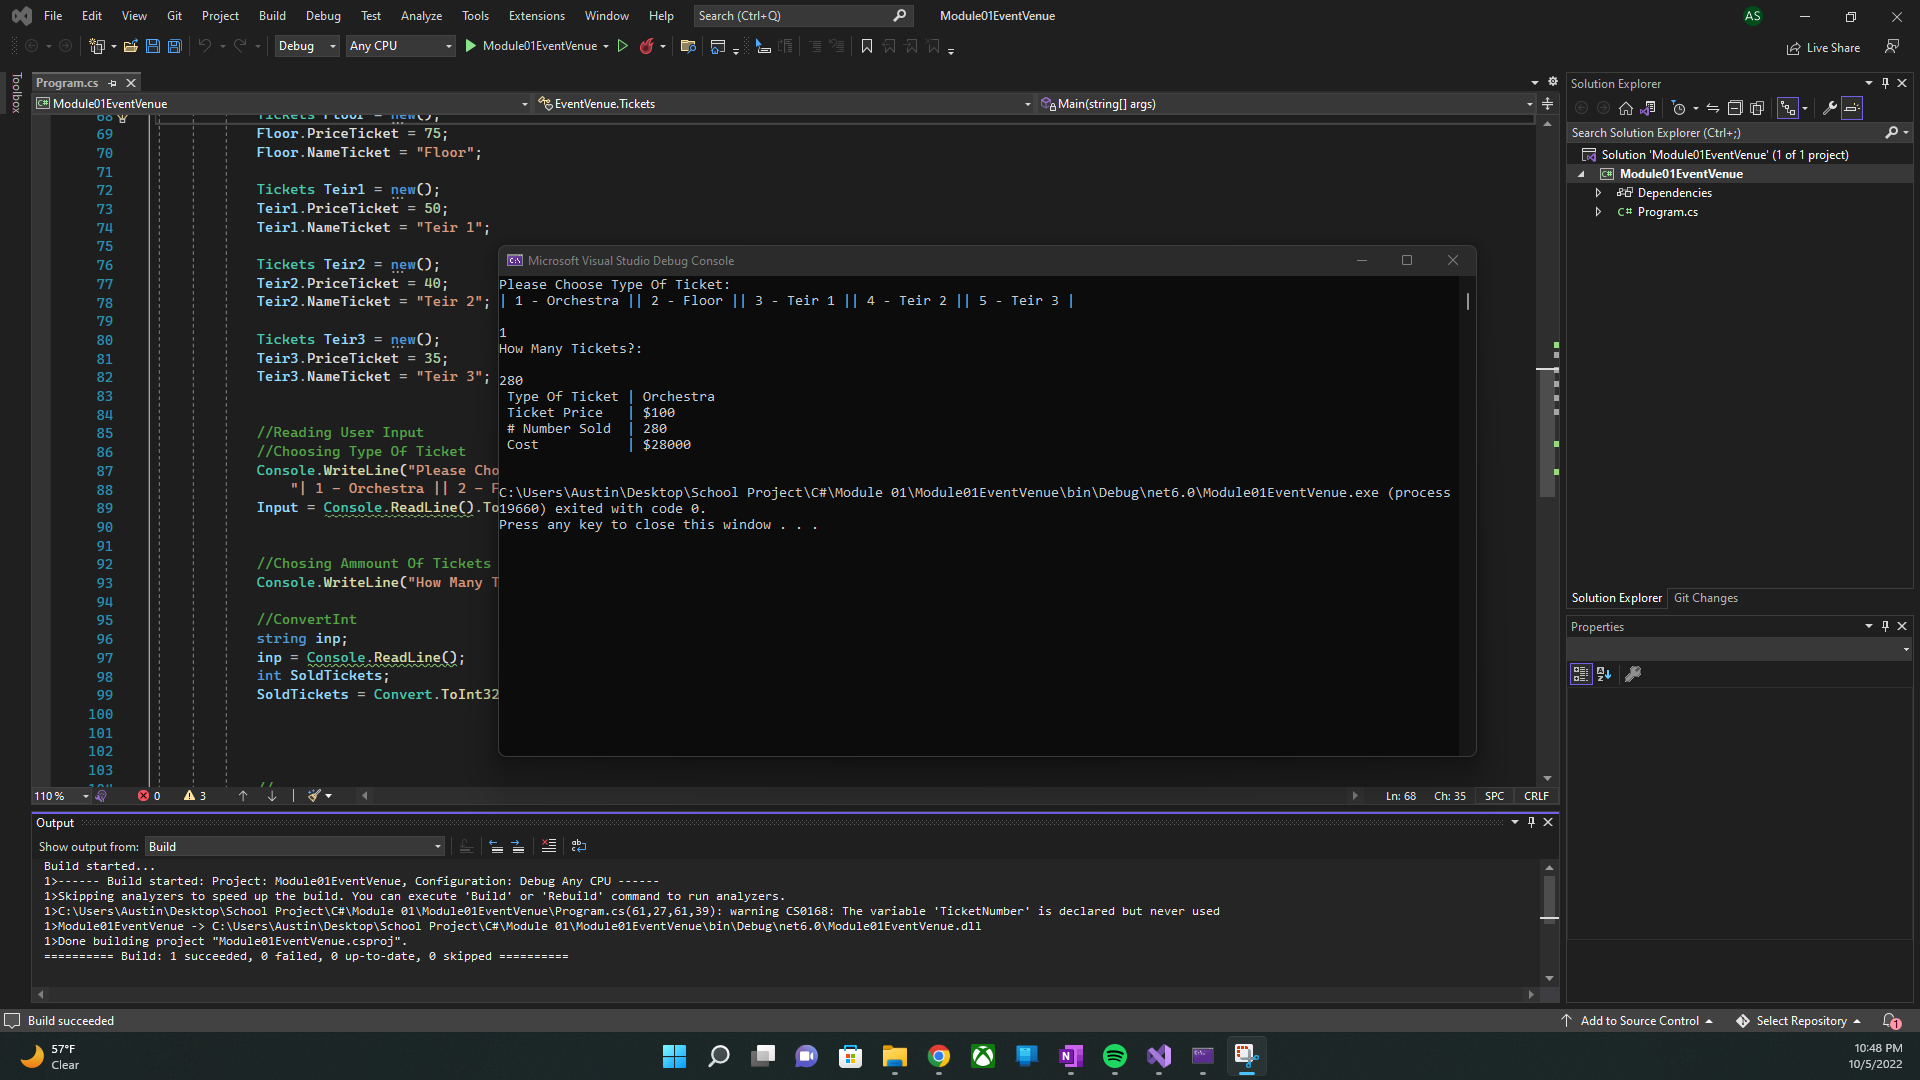 File Edit View Git Project Build Debug Test Analyze Tools Extensions Window Help Search (Ctrl+Q) Module01EventVenue AS
Debug Any CPU Module01EventVenue Live Share
Toolbox
Program.cs
Module01EventVenue EventVenue.Tickets Main(string[] args)
68 Tickets Floor = new();
69 Floor.PriceTicket = 75;
70 Floor.NameTicket = "Floor";
71
72 Tickets Teir1 = new();
73 Teir1.PriceTicket = 50;
74 Teir1.NameTicket = "Teir 1";
75
76 Tickets Teir2 = new();
77 Teir2.PriceTicket = 40;
78 Teir2.NameTicket = "Teir 2";
79
80 Tickets Teir3 = new();
81 Teir3.PriceTicket = 35;
82 Teir3.NameTicket = "Teir 3";
83
84
85 //Reading User Input
86 //Choosing Type Of Ticket
87 Console.WriteLine("Please Cho
88 "| 1 - Orchestra || 2 - F
89 Input = Console.ReadLine().To
90
91
92 //Chosing Ammount Of Tickets
93 Console.WriteLine("How Many T
94
95 //ConvertInt
96 string inp;
97 inp = Console.ReadLine();
98 int SoldTickets;
99 SoldTickets = Convert.ToInt32
100
101
102
103
104 //
Microsoft Visual Studio Debug Console
Please Choose Type Of Ticket:
| 1 - Orchestra || 2 - Floor || 3 - Teir 1 || 4 - Teir 2 || 5 - Teir 3 |
1
How Many Tickets?:
280
Type Of Ticket | Orchestra
Ticket Price | $100
# Number Sold | 280
Cost | $28000
C:\Users\Austin\Desktop\School Project\C#\Module 01\Module01EventVenue\bin\Debug\net6.0\Module01EventVenue.exe (process
19660) exited with code 0.
Press any key to close this window . . .
110 % 0 3 Ln: 68 Ch: 35 SPC CRLF
Output
Show output from: Build
Build started...
1>------ Build started: Project: Module01EventVenue, Configuration: Debug Any CPU ------
1>Skipping analyzers to speed up the build. You can execute 'Build' or 'Rebuild' command to run analyzers.
1>C:\Users\Austin\Desktop\School Project\C#\Module 01\Module01EventVenue\Program.cs(61,27,61,39): warning CS0168: The variable 'TicketNumber' is declared but never used
1>Module01EventVenue -> C:\Users\Austin\Desktop\School Project\C#\Module 01\Module01EventVenue\bin\Debug\net6.0\Module01EventVenue.dll
1>Done building project "Module01EventVenue.csproj".
========== Build: 1 succeeded, 0 failed, 0 up-to-date, 0 skipped ==========
Solution Explorer
Search Solution Explorer (Ctrl+;)
Solution 'Module01EventVenue' (1 of 1 project)
C# Module01EventVenue
Dependencies
C# Program.cs
Solution Explorer Git Changes
Properties
Build succeeded Add to Source Control Select Repository 1
57°F
Clear
10:48 PM
10/5/2022